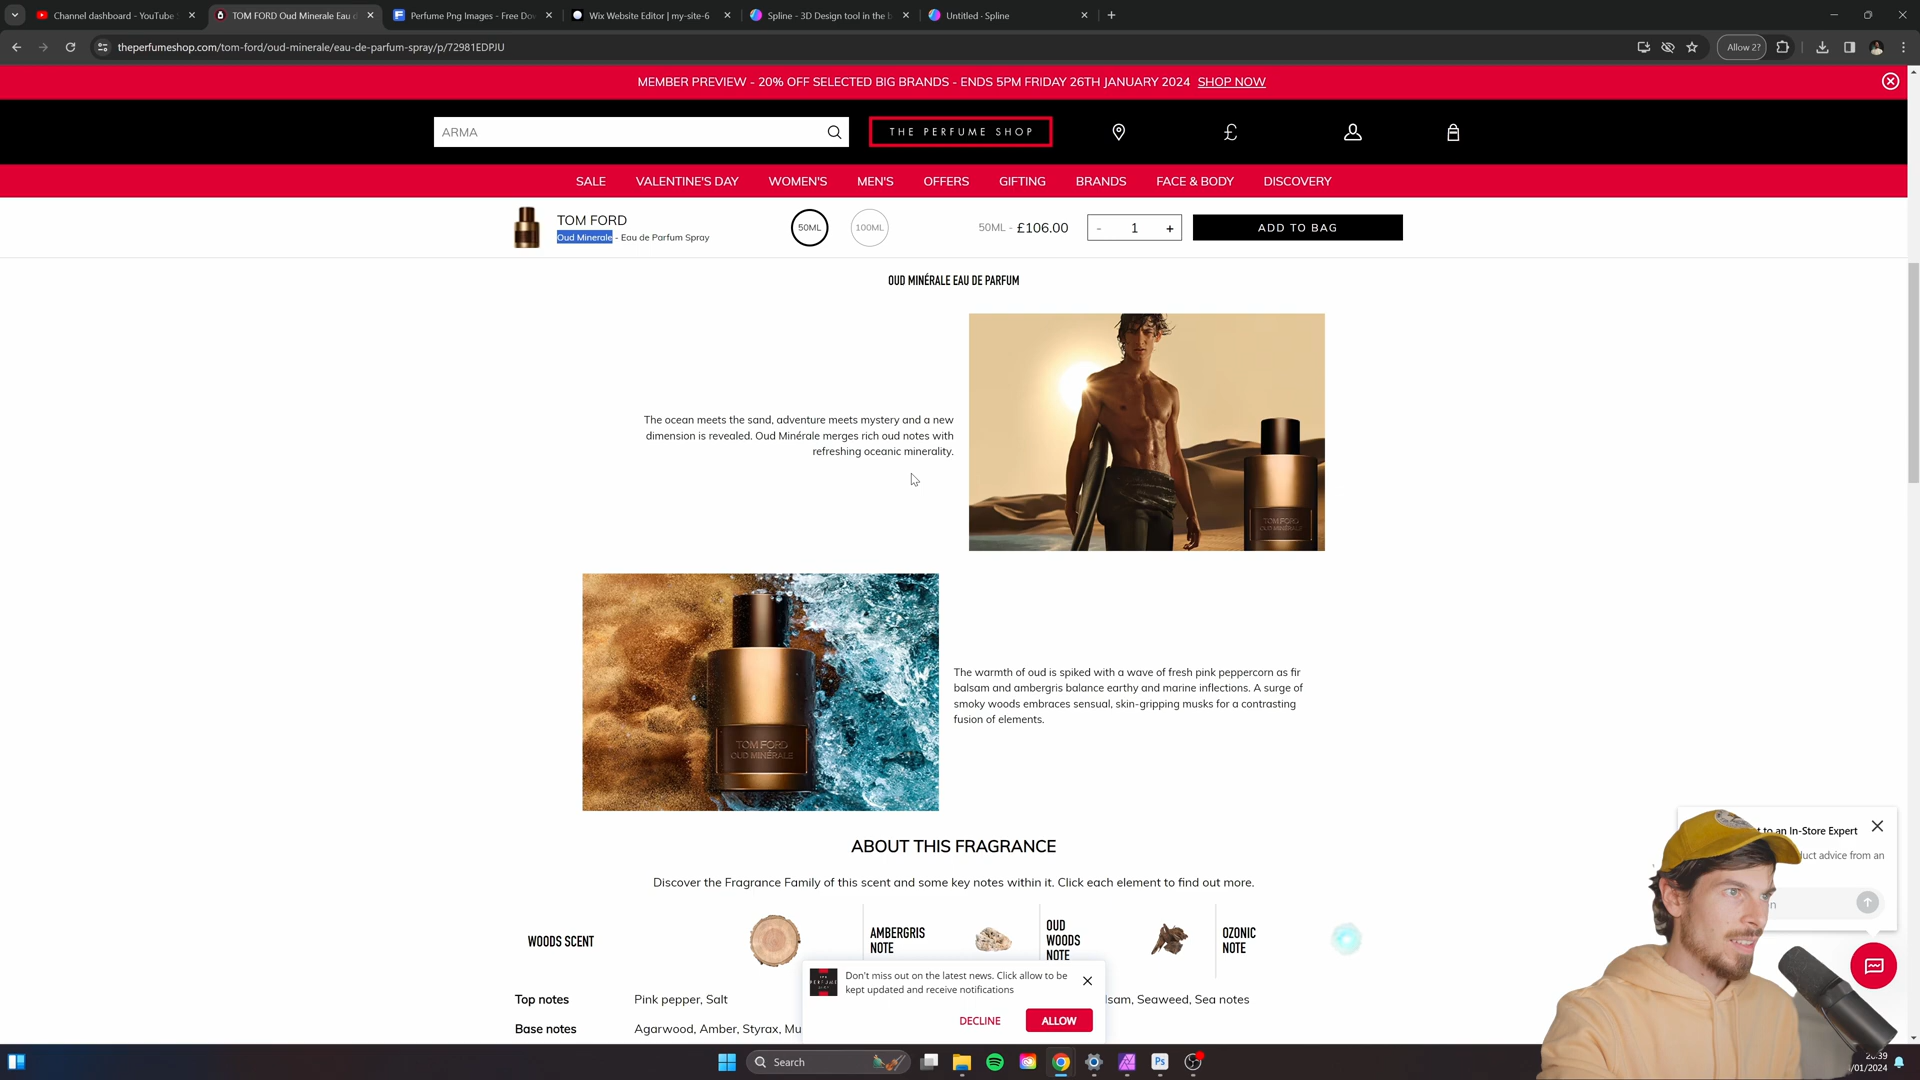 Channel dashboard - YouTube
TOM FORD Oud Minerale Eau d
Perfume Png Images - Free Do
Wix Website Editor | my-site-6
Spline - 3D Design tool in the b
Untitled - Spline
theperfumeshop.com/tom-ford/oud-minerale/eau-de-parfum-spray/p/72981EDPJU
Allow 2?
MEMBER PREVIEW - 20% OFF SELECTED BIG BRANDS - ENDS 5PM FRIDAY 26TH JANUARY 2024 SHOP NOW
ARMA
THE PERFUME SHOP
£
SALE VALENTINE'S DAY WOMEN'S MEN'S OFFERS GIFTING BRANDS FACE & BODY DISCOVERY
TOM FORD
Oud Minerale - Eau de Parfum Spray
50ML
100ML
50ML - £106.00
- 1 +
ADD TO BAG
OUD MINÉRALE EAU DE PARFUM
The ocean meets the sand, adventure meets mystery and a new
dimension is revealed. Oud Minérale merges rich oud notes with
refreshing oceanic minerality.
TOM FORD
OUD MINÉRALE
TOM FORD
OUD MINÉRALE
The warmth of oud is spiked with a wave of fresh pink peppercorn as fir
balsam and ambergris balance earthy and marine inflections. A surge of
smoky woods embraces sensual, skin-gripping musks for a contrasting
fusion of elements.
ABOUT THIS FRAGRANCE
Discover the Fragrance Family of this scent and some key notes within it. Click each element to find out more.
WOODS SCENT
AMBERGRIS
NOTE
OUD
WOODS
NOTE
OZONIC
NOTE
Top notes
Pink pepper, Salt
lsam, Seaweed, Sea notes
Base notes
Agarwood, Amber, Styrax, Mu
Don't miss out on the latest news. Click allow to be
kept updated and receive notifications
DECLINE
ALLOW
to an In-Store Expert
duct advice from an
Search
Ps
20:39
/01/2024